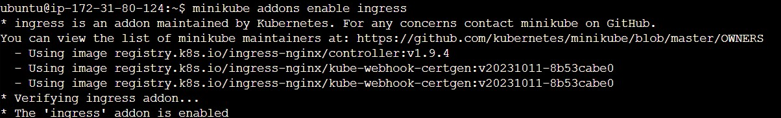 ubuntu@ip-172-31-80-124:~$ minikube addons enable ingress
* ingress is an addon maintained by Kubernetes. For any concerns contact minikube on GitHub.
You can view the list of minikube maintainers at: https://github.com/kubernetes/minikube/blob/master/OWNERS
  - Using image registry.k8s.io/ingress-nginx/controller:v1.9.4
  - Using image registry.k8s.io/ingress-nginx/kube-webhook-certgen:v20231011-8b53cabe0
  - Using image registry.k8s.io/ingress-nginx/kube-webhook-certgen:v20231011-8b53cabe0
* Verifying ingress addon...
* The 'ingress' addon is enabled